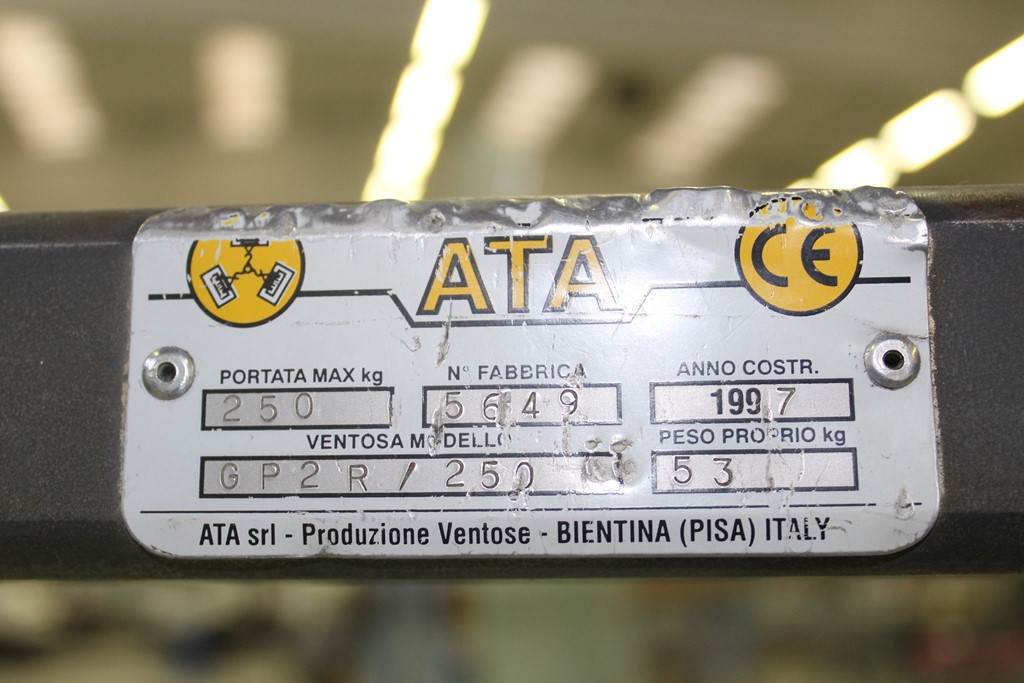 ATA CE
PORTATA MAX kg N° FABBRICA ANNO COSTR.
250 5649 1997
VENTOSA MODELLO PESO PROPRIO kg
GP2R/250 53
ATA srl - Produzione Ventose - BIENTINA (PISA) ITALY